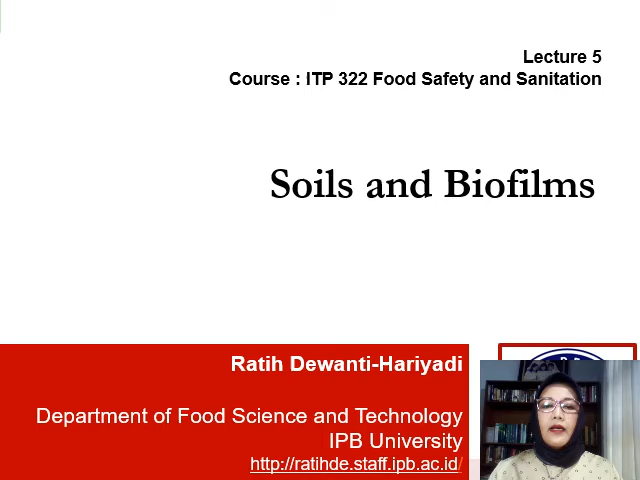 Lecture 5
Course : ITP 322 Food Safety and Sanitation
Soils and Biofilms
Ratih Dewanti-Hariyadi
Department of Food Science and Technology
IPB University
http://ratihde.staff.ipb.ac.id/